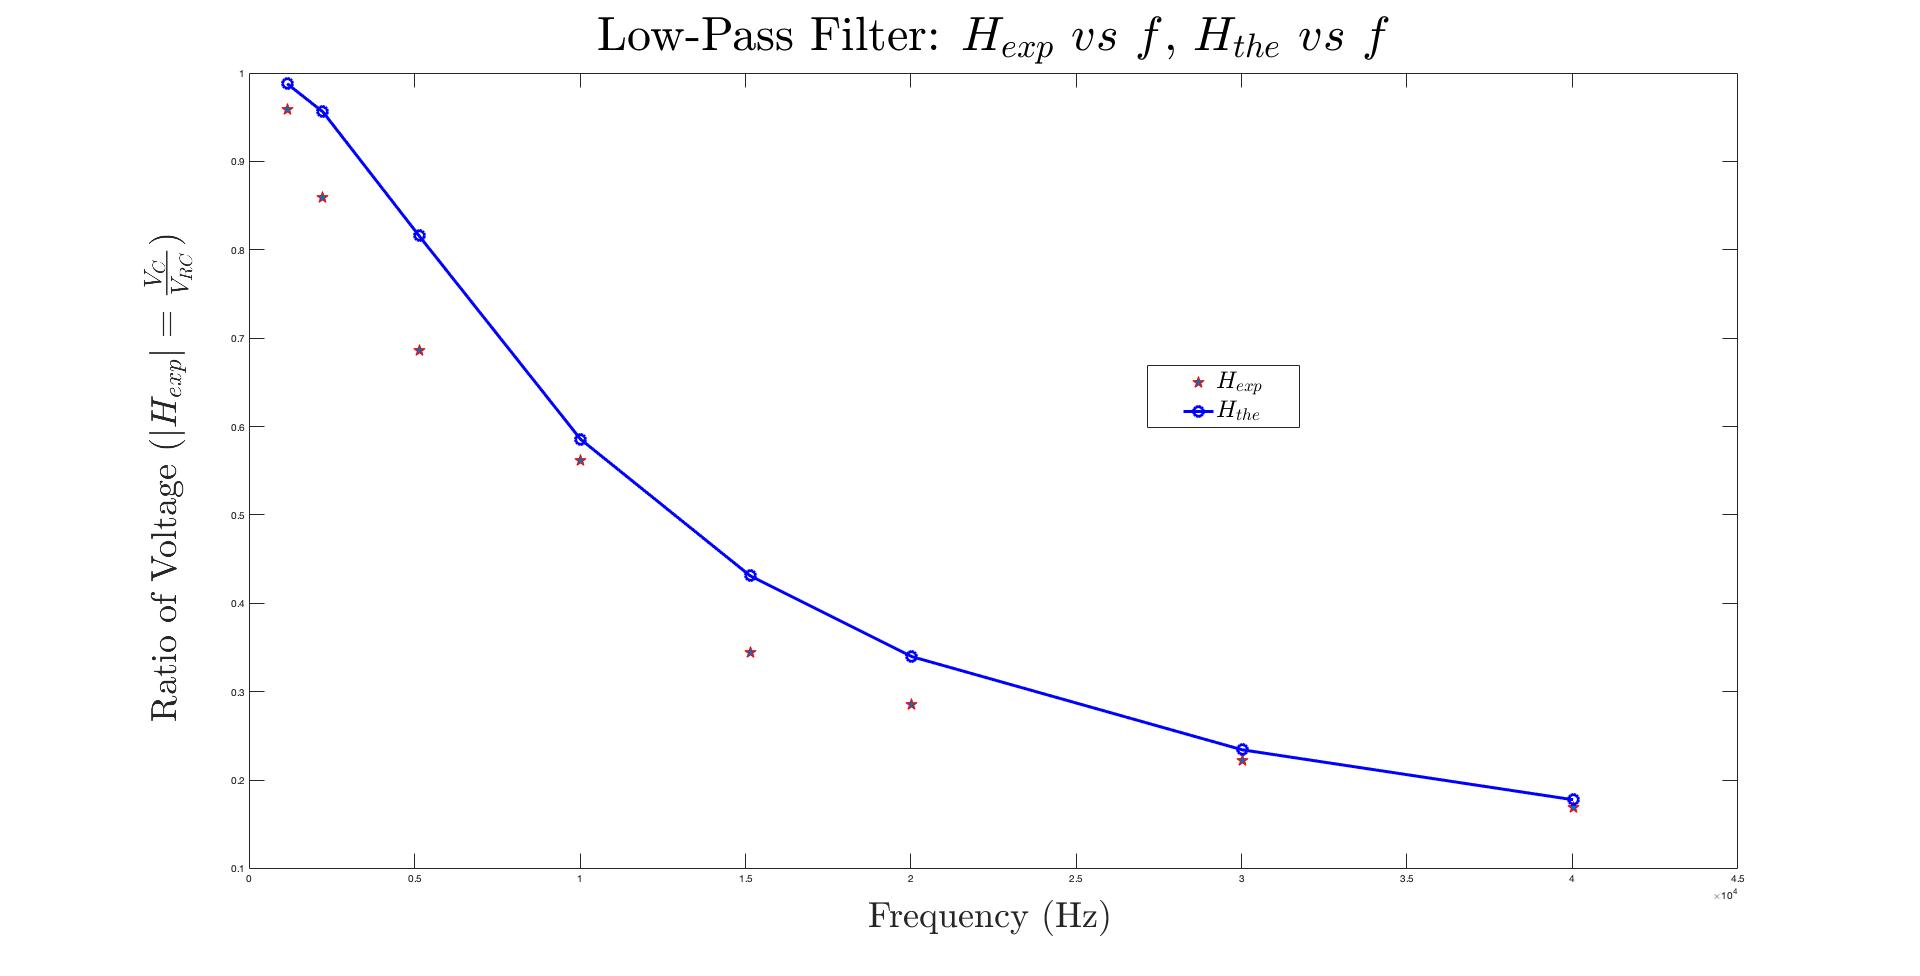 Low-Pass Filter: H_exp vs f, H_the vs f
1
0.9
0.8
0.7
0.6
0.5
0.4
0.3
0.2
0.1
Ratio of Voltage (|H_exp| = V_C/V_RC)
H_exp
H_the
0 0.5 1 1.5 2 2.5 3 3.5 4 4.5
×10^4
Frequency (Hz)